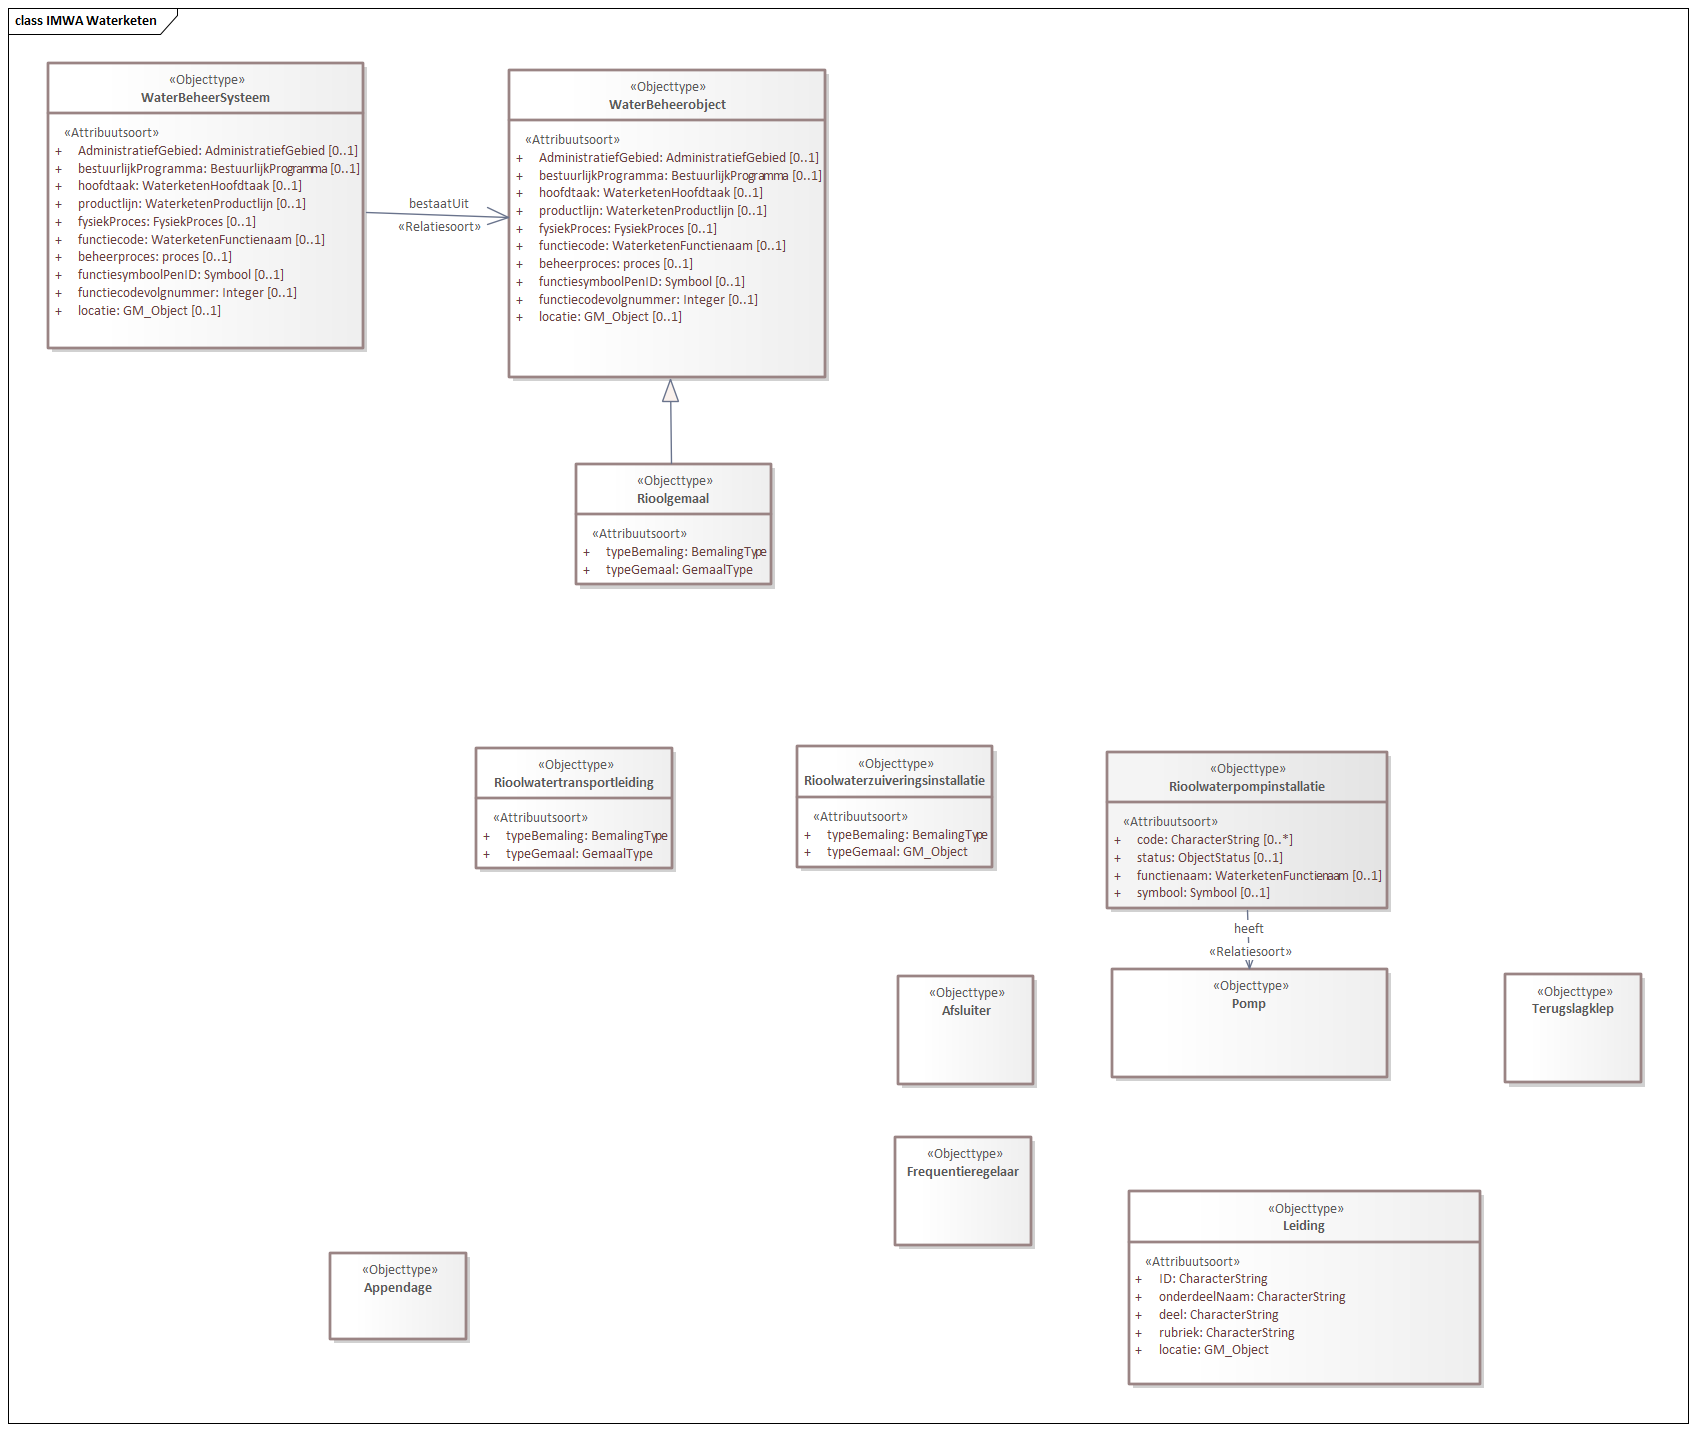 class IMWA Waterketen
«Objecttype»
WaterBeheerSysteem
«Attribuutsoort»
+ AdministratiefGebied: AdministratiefGebied [0..1]
+ bestuurlijkProgramma: BestuurlijkProgramma [0..1]
+ hoofdtaak: WaterketenHoofdtaak [0..1]
+ productlijn: WaterketenProductlijn [0..1]
+ fysiekProces: FysiekProces [0..1]
+ functiecode: WaterketenFunctienaam [0..1]
+ beheerproces: proces [0..1]
+ functiesymboolPenID: Symbool [0..1]
+ functiecodevolgnummer: Integer [0..1]
+ locatie: GM_Object [0..1]
bestaatUit
«Relatiesoort»
«Objecttype»
WaterBeheerobject
«Attribuutsoort»
+ AdministratiefGebied: AdministratiefGebied [0..1]
+ bestuurlijkProgramma: BestuurlijkProgramma [0..1]
+ hoofdtaak: WaterketenHoofdtaak [0..1]
+ productlijn: WaterketenProductlijn [0..1]
+ fysiekProces: FysiekProces [0..1]
+ functiecode: WaterketenFunctienaam [0..1]
+ beheerproces: proces [0..1]
+ functiesymboolPenID: Symbool [0..1]
+ functiecodevolgnummer: Integer [0..1]
+ locatie: GM_Object [0..1]
«Objecttype»
Rioolgemaal
«Attribuutsoort»
+ typeBemaling: BemalingType
+ typeGemaal: GemaalType
«Objecttype»
Rioolwatertransportleiding
«Attribuutsoort»
+ typeBemaling: BemalingType
+ typeGemaal: GemaalType
«Objecttype»
Rioolwaterzuiveringsinstallatie
«Attribuutsoort»
+ typeBemaling: BemalingType
+ typeGemaal: GM_Object
«Objecttype»
Rioolwaterpompinstallatie
«Attribuutsoort»
+ code: CharacterString [0..*]
+ status: ObjectStatus [0..1]
+ functienaam: WaterketenFunctienaam [0..1]
+ symbool: Symbool [0..1]
heeft
«Relatiesoort»
«Objecttype»
Afsluiter
«Objecttype»
Pomp
«Objecttype»
Terugslagklep
«Objecttype»
Frequentieregelaar
«Objecttype»
Appendage
«Objecttype»
Leiding
«Attribuutsoort»
+ ID: CharacterString
+ onderdeelNaam: CharacterString
+ deel: CharacterString
+ rubriek: CharacterString
+ locatie: GM_Object